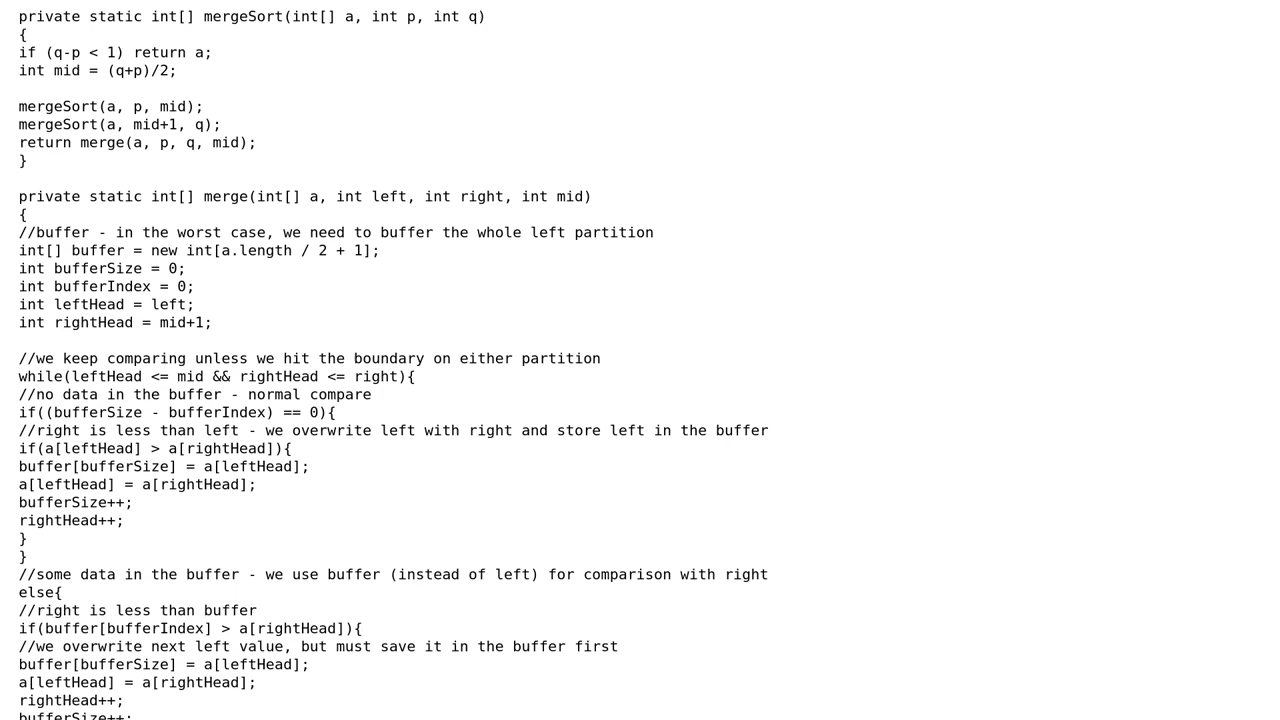 private static int[] mergeSort(int[] a, int p, int q)
{
if (q-p < 1) return a;
int mid = (q+p)/2;
mergeSort(a, p, mid);
mergeSort(a, mid+1, q);
return merge(a, p, q, mid);
}
private static int[] merge(int[] a, int left, int right, int mid)
{
//buffer - in the worst case, we need to buffer the whole left partition
int[] buffer = new int[a.length / 2 + 1];
int bufferSize = 0;
int bufferIndex = 0;
int leftHead = left;
int rightHead = mid+1;
//we keep comparing unless we hit the boundary on either partition
while(leftHead <= mid && rightHead <= right){
//no data in the buffer - normal compare
if((bufferSize - bufferIndex) == 0){
//right is less than left - we overwrite left with right and store left in the buffer
if(a[leftHead] > a[rightHead]){
buffer[bufferSize] = a[leftHead];
a[leftHead] = a[rightHead];
bufferSize++;
rightHead++;
}
}
//some data in the buffer - we use buffer (instead of left) for comparison with right
else{
//right is less than buffer
if(buffer[bufferIndex] > a[rightHead]){
//we overwrite next left value, but must save it in the buffer first
buffer[bufferSize] = a[leftHead];
a[leftHead] = a[rightHead];
rightHead++;
bufferSize++;